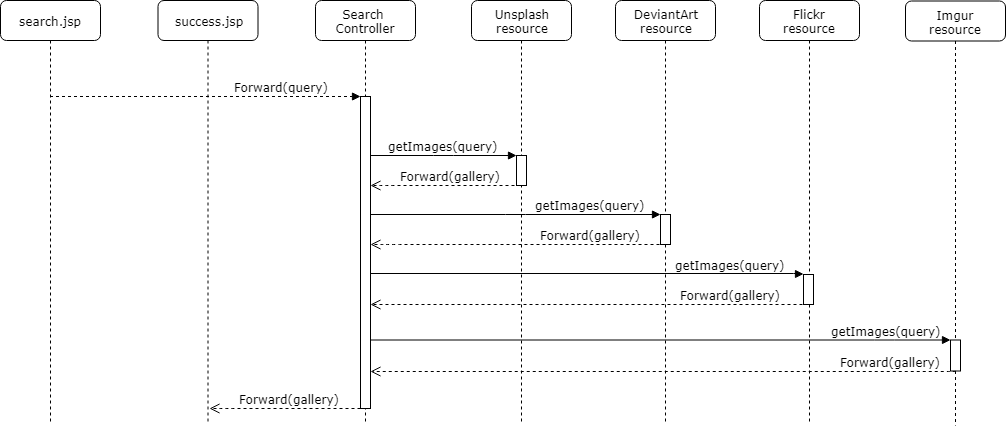 search.jsp
success.jsp
Search
Controller
Unsplash
resource
DeviantArt
resource
Flickr
resource
Imgur
resource
Forward(query)
getImages(query)
Forward(gallery)
getImages(query)
Forward(gallery)
getImages(query)
Forward(gallery)
getImages(query)
Forward(gallery)
Forward(gallery)